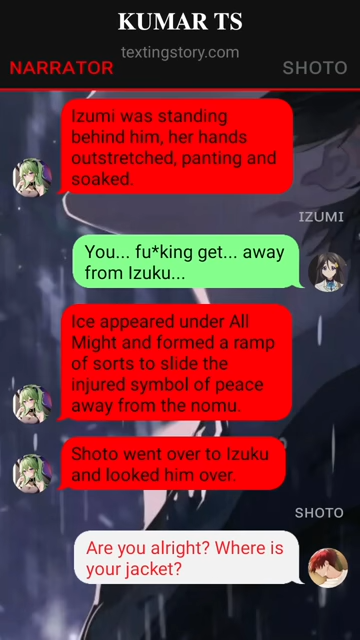 KUMAR TS
textingstory.com
NARRATOR
SHOTO
Izumi was standing
behind him, her hands
outstretched, panting and
soaked.
IZUMI
You... fu*king get... away
from Izuku...
Ice appeared under All
Might and formed a ramp
of sorts to slide the
injured symbol of peace
away from the nomu.
Shoto went over to Izuku
and looked him over.
SHOTO
Are you alright? Where is
your jacket?